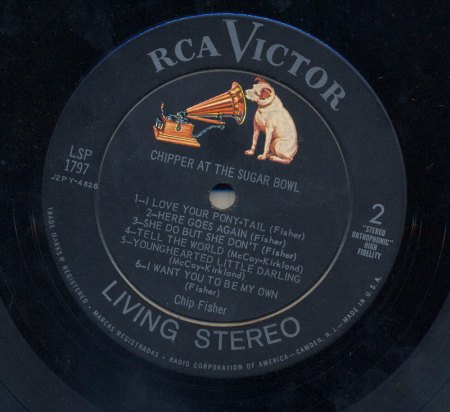 RCA VICTOR
CHIPPER AT THE SUGAR BOWL
LSP
1797
J2PY-4826
2
"STEREO
ORTHOPHONIC"
HIGH
FIDELITY
1—I LOVE YOUR PONY-TAIL (Fisher)
2—HERE GOES AGAIN (Fisher)
3—SHE DO BUT SHE DON'T (Fisher)
4—TELL THE WORLD (McCoy-Kirkland)
5—YOUNGHEARTED LITTLE DARLING
(McCoy-Kirkland)
6—I WANT YOU TO BE MY OWN
(Fisher)
Chip Fisher
LIVING STEREO
TRADE MARKS ® REGISTERED • MARCAS REGISTRADAS • RADIO CORPORATION OF AMERICA—CAMDEN, N.J.—MADE IN U.S.A.